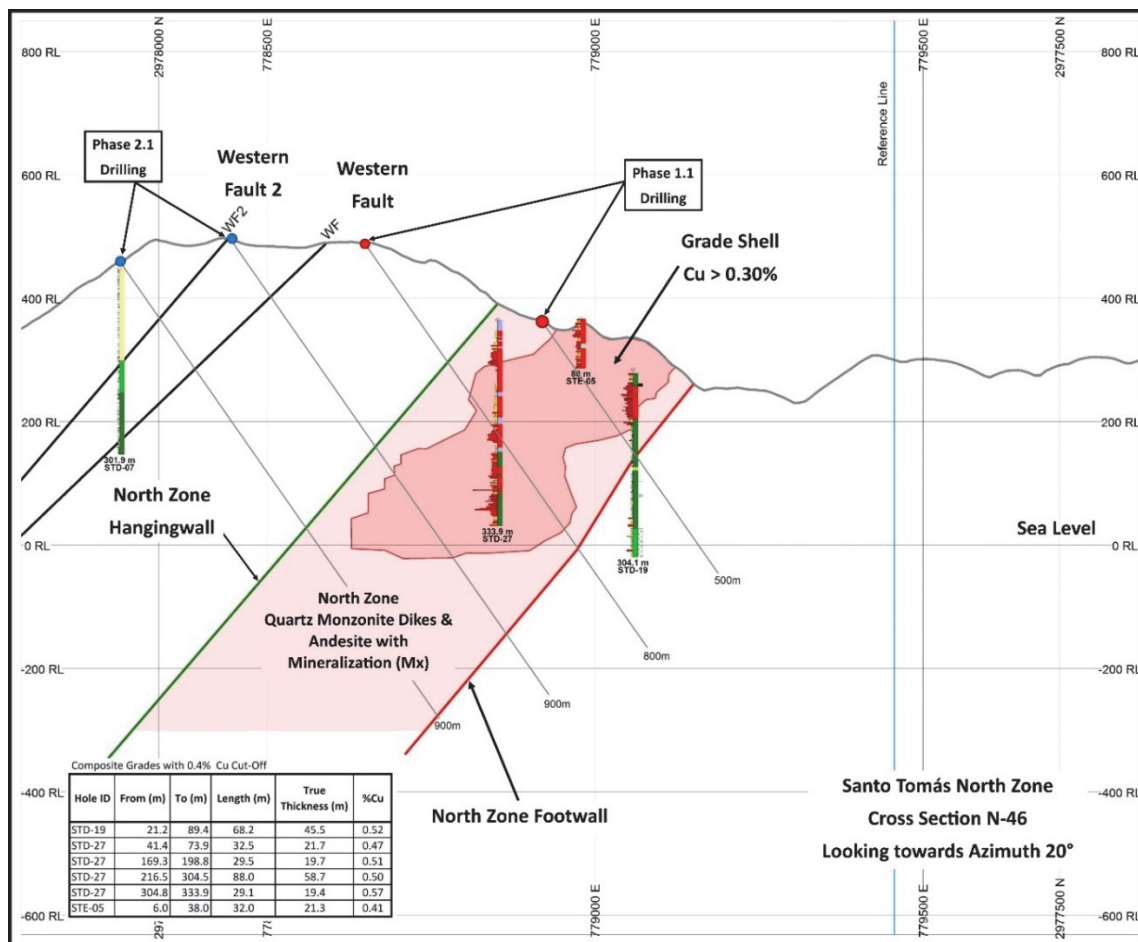 2978000 N
778500 E
779000 E
779500 E
2977500 N
800 RL
800 RL
Reference Line
Phase 2.1
Drilling
Western
Fault 2
Western
Fault
Phase 1.1
Drilling
600 RL
600 RL
WF2
WF
Grade Shell
Cu > 0.30%
400 RL
400 RL
80 m
STE-05
200 RL
200 RL
301.9 m
STD-07
North Zone
Hangingwall
333.9 m
STD-27
304.1 m
STD-19
Sea Level
0 RL
0 RL
500m
North Zone
Quartz Monzonite Dikes &
Andesite with
Mineralization (Mx)
800m
-200 RL
-200 RL
900m
900m
Composite Grades with 0.4% Cu Cut-Off
Hole ID From (m) To (m) Length (m) True Thickness (m) %Cu
STD-19 21.2 89.4 68.2 45.5 0.52
STD-27 41.4 73.9 32.5 21.7 0.47
STD-27 169.3 198.8 29.5 19.7 0.51
STD-27 216.5 304.5 88.0 58.7 0.50
STD-27 304.8 333.9 29.1 19.4 0.57
STE-05 6.0 38.0 32.0 21.3 0.41
North Zone Footwall
-400 RL
-400 RL
Santo Tomás North Zone
Cross Section N-46
Looking towards Azimuth 20°
-500 RL
-500 RL
-600 RL
-600 RL
779000 E
779500 E
2977500 N